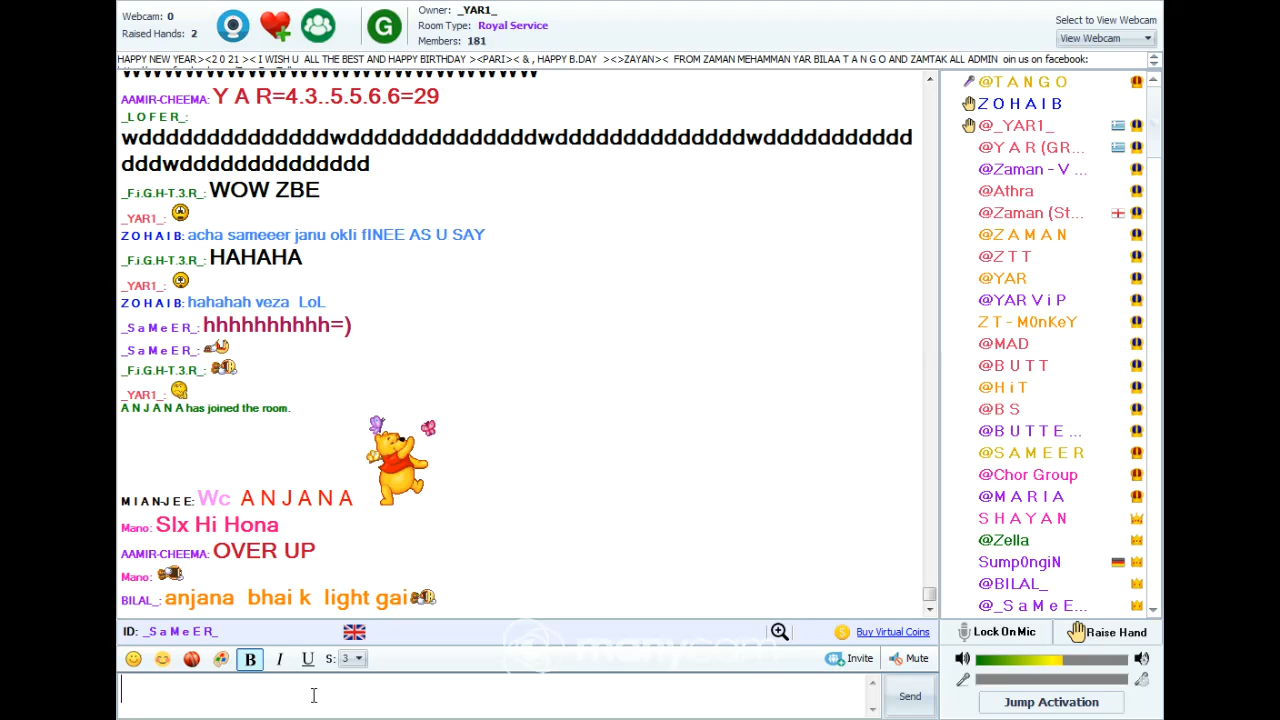 Webcam: 0
Raised Hands: 2
Owner: _YAR1_
Room Type: Royal Service
Members: 181
Select to View Webcam
View Webcam
HAPPY NEW YEAR><2 0 21 >< I WISH U ALL THE BEST AND HAPPY BIRTHDAY ><PARI>< & , HAPPY B.DAY ><>ZAYAN>< FROM ZAMAN MEHAMMAN YAR BILAA T A N G O AND ZAMTAK ALL ADMIN oin us on facebook:
AAMIR-CHEEMA: Y A R=4.3..5.5.6.6=29
_LOFER_:
wddddddddddddddwddddddddddddddwddddddddddddddwddddddddddd
dddwdddddddddddddd
_F.i.G.H-T.3.R_: WOW ZBE
_YAR1_:
Z O H A I B: acha sameeer janu okli fINEE AS U SAY
_F.i.G.H-T.3.R_: HAHAHA
_YAR1_:
Z O H A I B: hahahah veza LoL
_S a M e E R_: hhhhhhhhhh=)
_S a M e E R_:
_F.i.G.H-T.3.R_:
_YAR1_:
A N J A N A has joined the room.
M I A N-J E E: Wc A N J A N A
Mano: Slx Hi Hona
AAMIR-CHEEMA: OVER UP
Mano:
BILAL_: anjana bhai k light gai
@T A N G O
Z O H A I B
@_YAR1_
@Y A R (GR...
@Zaman - V ...
@Athra
@Zaman (St...
@Z A M A N
@Z T T
@YAR
@YAR V i P
Z T - M0nKeY
@MAD
@B U T T
@H i T
@B S
@B U T T E ...
@S A M E E R
@Chor Group
@M A R I A
S H A Y A N
@Zella
Sump0ngiN
@BILAL_
@_S a M e E...
ID: _S a M e E R_
Buy Virtual Coins
Lock On Mic
Raise Hand
manycam
B I U S: 3
Invite
Mute
Send
Jump Activation